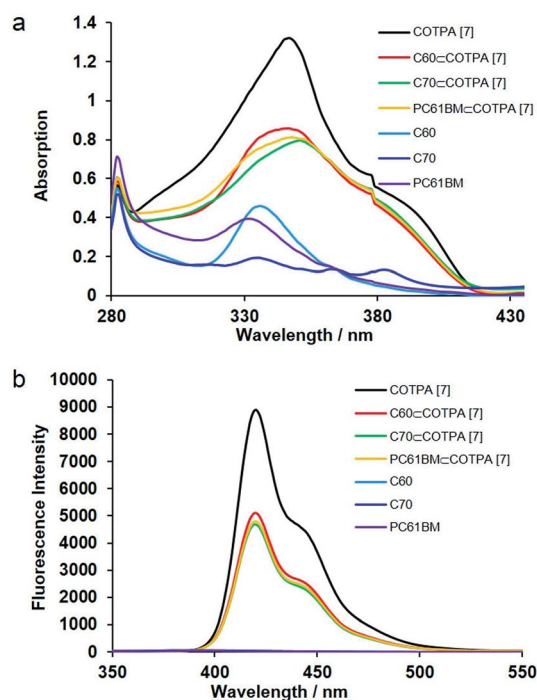 a
1.4
1.2
1
0.8
0.6
0.4
0.2
0
Absorption
280
330
380
430
Wavelength / nm
COTPA [7]
C60⊂COTPA [7]
C70⊂COTPA [7]
PC61BM⊂COTPA [7]
C60
C70
PC61BM
b
10000
9000
8000
7000
6000
5000
4000
3000
2000
1000
0
Fluorescence Intensity
350
400
450
500
550
Wavelength / nm
COTPA [7]
C60⊂COTPA [7]
C70⊂COTPA [7]
PC61BM⊂COTPA [7]
C60
C70
PC61BM